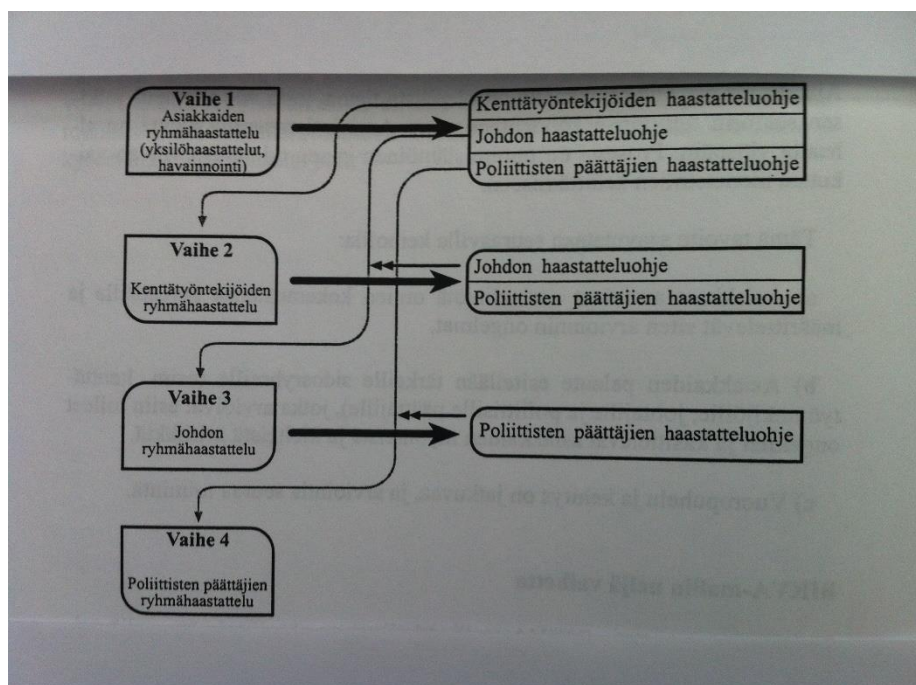 Vaihe 1
Asiakkaiden
ryhmähaastattelu
(yksilöhaastattelut,
havainnointi)
Kenttätyöntekijöiden haastatteluohje
Johdon haastatteluohje
Poliittisten päättäjien haastatteluohje
Vaihe 2
Kenttätyöntekijöiden
rymähaastattelu
Johdon haastatteluohje
Poliittisten päättäjien haastatteluohje
Vaihe 3
Johdon
ryhmähaastattelu
Poliittisten päättäjien haastatteluohje
Vaihe 4
Poliittisten päättäjien
ryhmähaastattelu